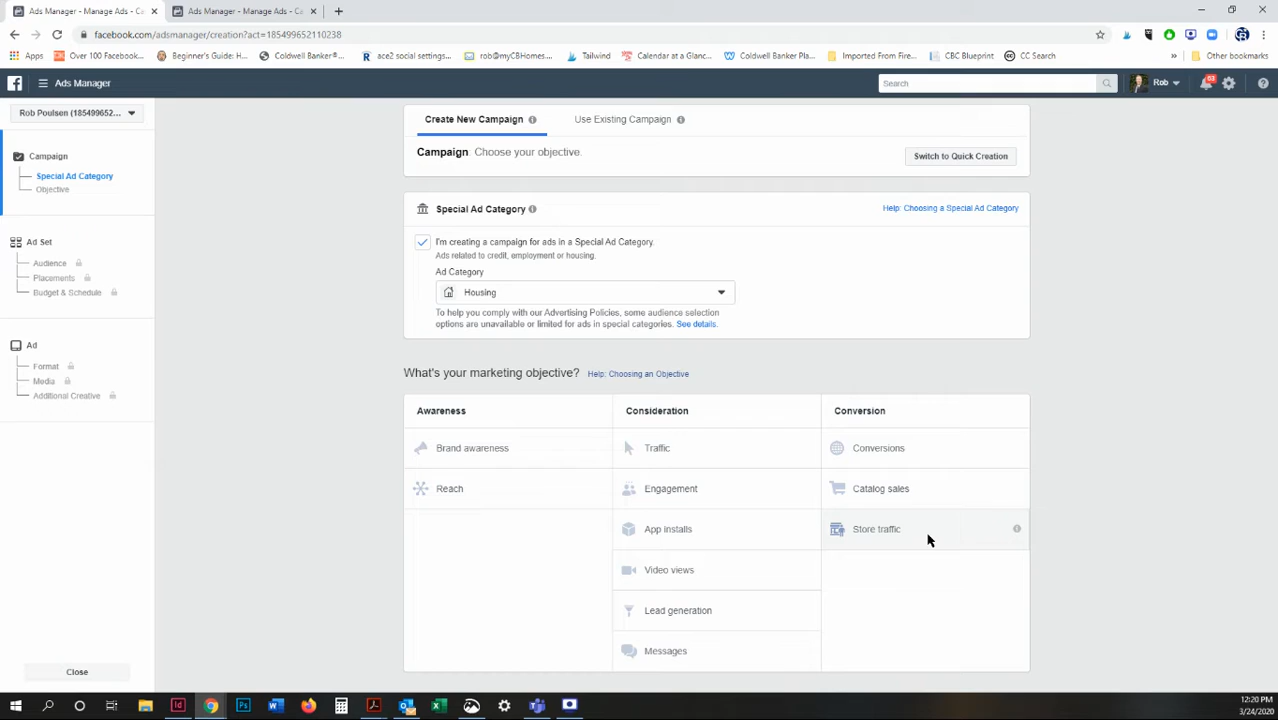 Ads Manager - Manage Ads - Ca
Ads Manager - Manage Ads - Ca
facebook.com/adsmanager/creation?act=185499652110238
Apps
Over 100 Facebook...
Beginner's Guide: H...
Coldwell Banker®...
ace2 social settings...
rob@myCBHomes...
Tailwind
Calendar at a Glanc...
Coldwell Banker Pla...
Imported From Fire...
CBC Blueprint
CC Search
»
Other bookmarks
Ads Manager
Search
Rob
63
Rob Poulsen (185499652...
Create New Campaign
Use Existing Campaign
Campaign: Choose your objective.
Switch to Quick Creation
Campaign
Special Ad Category
Objective
Special Ad Category
Help: Choosing a Special Ad Category
I'm creating a campaign for ads in a Special Ad Category.
Ads related to credit, employment or housing.
Ad Category
Housing
To help you comply with our Advertising Policies, some audience selection
options are unavailable or limited for ads in special categories. See details.
Ad Set
Audience
Placements
Budget & Schedule
Ad
Format
Media
Additional Creative
What's your marketing objective? Help: Choosing an Objective
Awareness
Consideration
Conversion
Brand awareness
Traffic
Conversions
Reach
Engagement
Catalog sales
App installs
Store traffic
Video views
Lead generation
Messages
Close
12:20 PM
3/24/2020